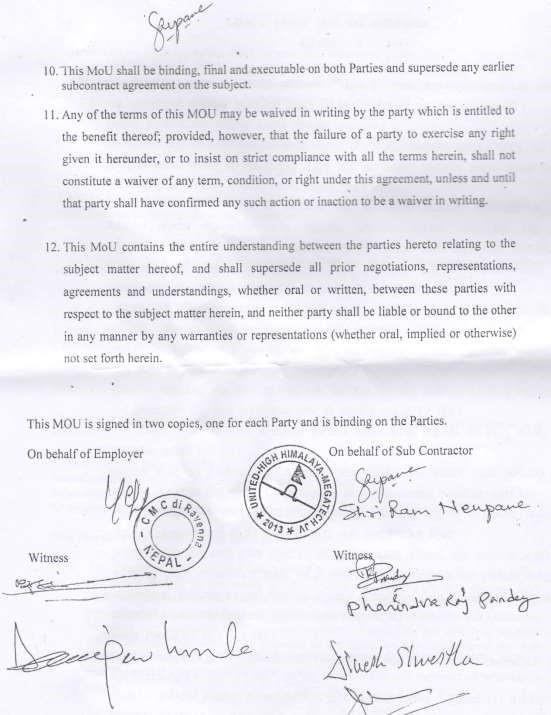 10. This MoU shall be binding, final and executable on both Parties and supersede any earlier
subcontract agreement on the subject.
11. Any of the terms of this MOU may be waived in writing by the party which is entitled to
the benefit thereof; provided, however, that the failure of a party to exercise any right
given it hereunder, or to insist on strict compliance with all the terms herein, shall not
constitute a waiver of any term, condition, or right under this agreement, unless and until
that party shall have confirmed any such action or inaction to be a waiver in writing.
12. This MoU contains the entire understanding between the parties hereto relating to the
subject matter hereof, and shall supersede all prior negotiations, representations,
agreements and understandings, whether oral or written, between these parties with
respect to the subject matter herein, and neither party shall be liable or bound to the other
in any manner by any warranties or representations (whether oral, implied or otherwise)
not set forth herein.
This MOU is signed in two copies, one for each Party and is binding on the Parties.
On behalf of Employer
On behalf of Sub Contractor
UNITED-HIGH HIMALAYA-MEGATECH JV
★ 2013 ★
Shri Ram Neupane
- C M C di Ravenna -
NEPAL
Witness
Witness
Phanindra Raj Pandey